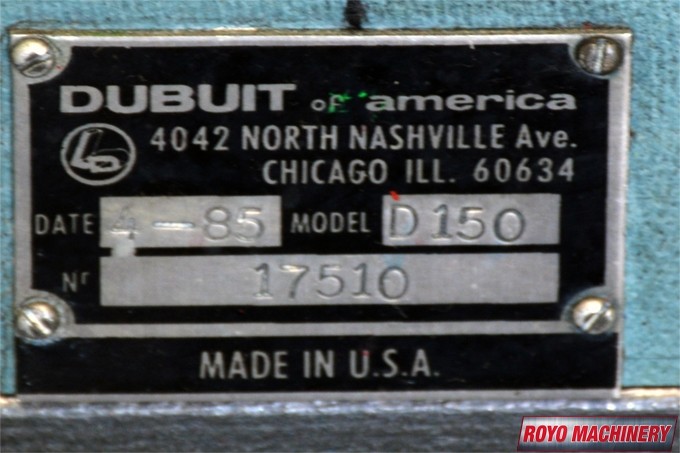 DUBUIT of america
4042 NORTH NASHVILLE Ave.
CHICAGO ILL. 60634
DATE 4-85 MODEL D150
Nr 17510
MADE IN U.S.A.
ROYO MACHINERY